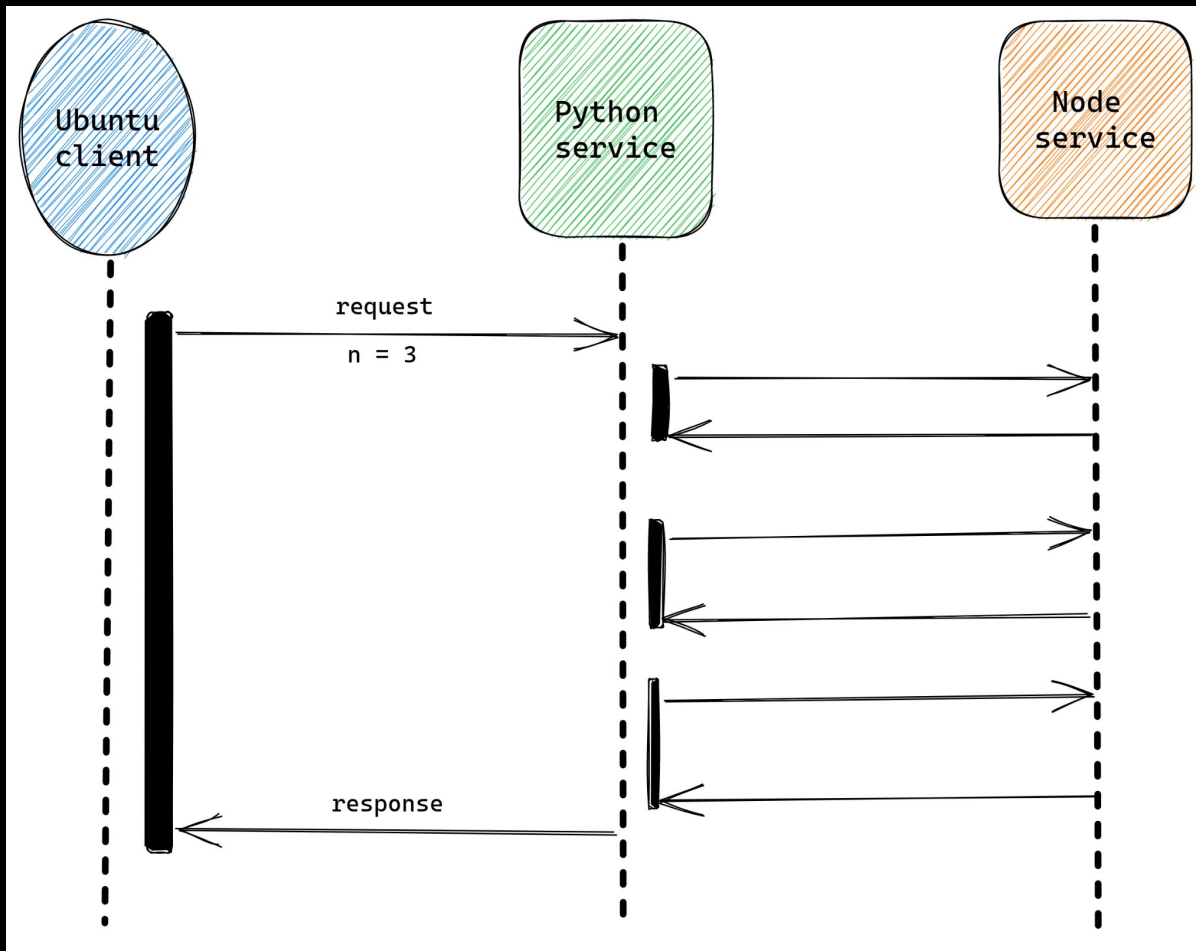 Ubuntu
client
Python
service
Node
service
request
n = 3
response